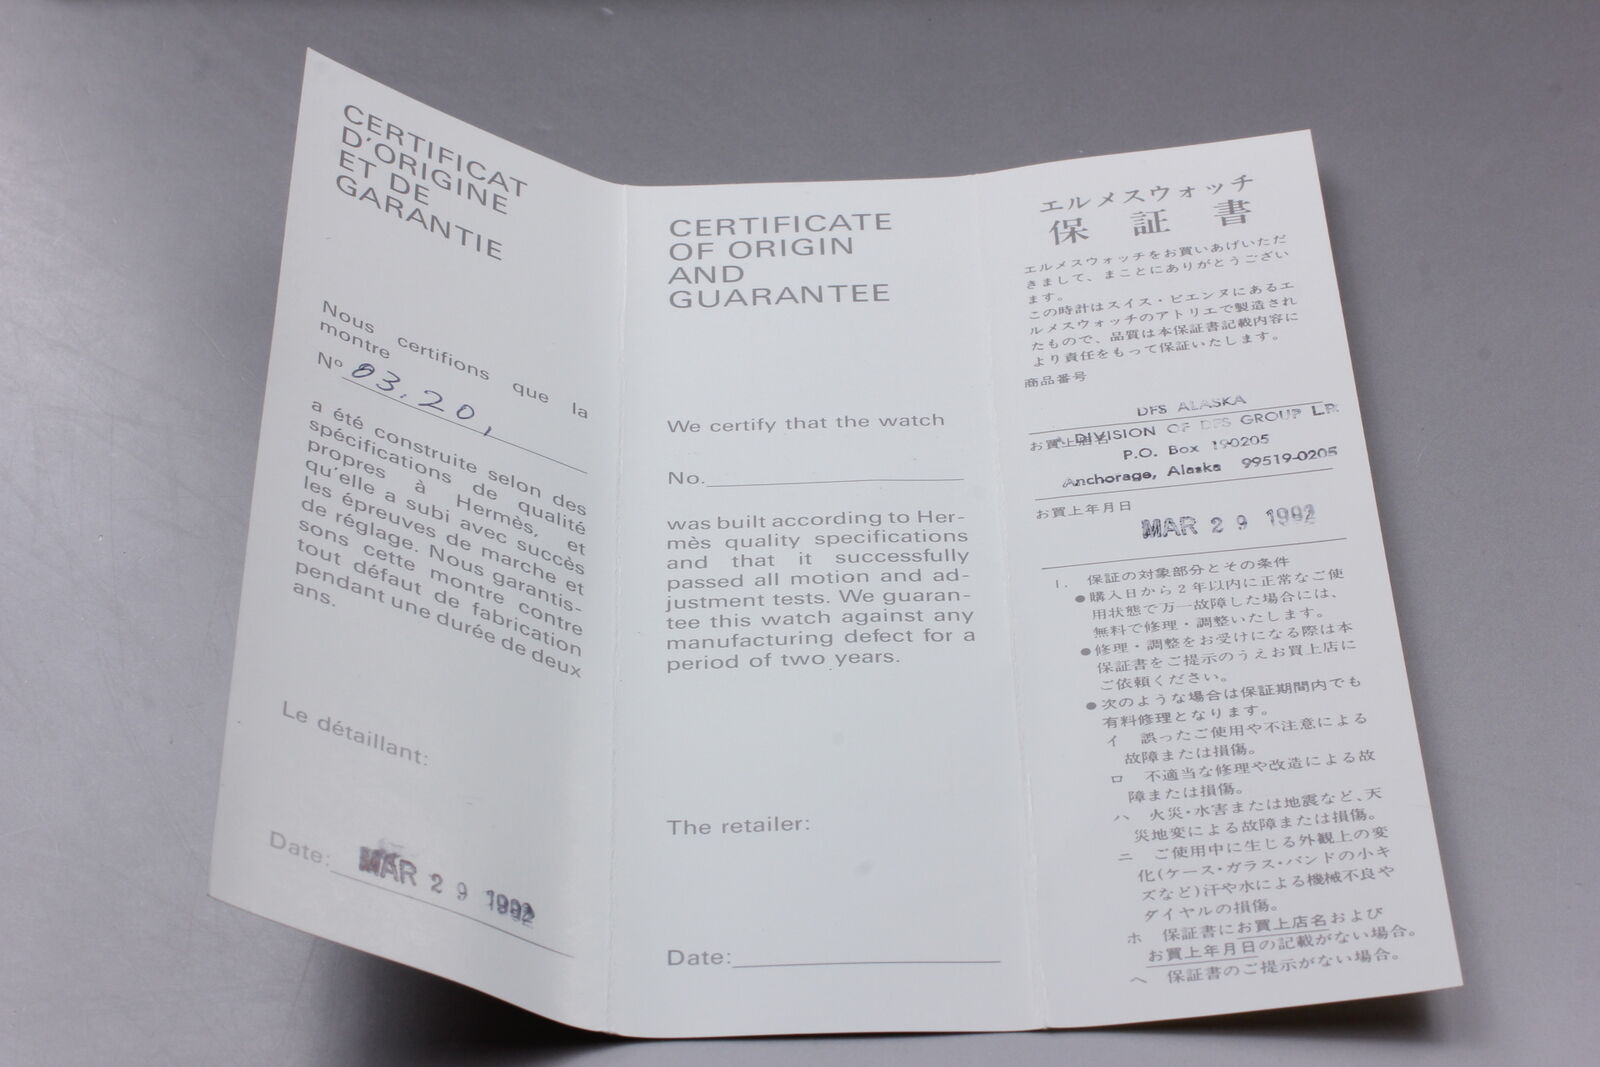 CERTIFICAT
D'ORIGINE
ET DE
GARANTIE
Nous certifions que la
montre
Nº 03.20,
a été construite selon des
spécifications de qualité
propres à Hermès, et
qu'elle a subi avec succès
les épreuves de marche et
de réglage. Nous garantis-
sons cette montre contre
tout défaut de fabrication
pendant une durée de deux
ans.
Le détaillant:
Date: MAR 29 1992
CERTIFICATE
OF ORIGIN
AND
GUARANTEE
We certify that the watch
No.
was built according to Her-
mès quality specifications
and that it successfully
passed all motion and ad-
justment tests. We guaran-
tee this watch against any
manufacturing defect for a
period of two years.
The retailer:
Date:
エルメスウォッチ
保証書
エルメスウォッチをお買いあげいただ
きまして、まことにありがとうござい
ます。
この時計はスイス・ビエンヌにあるエ
ルメスウォッチのアトリエで製造され
たもので、品質は本保証書記載内容に
より責任をもって保証いたします。
商品番号
DFS ALASKA
お買上店名
A DIVISION OF DFS GROUP L.P.
P.O. Box 190205
Anchorage, Alaska 99519-0205
お買上年月日
MAR 29 1992
1. 保証の対象部分とその条件
●購入日から2年以内に正常なご使
用状態で万一故障した場合には、
無料で修理・調整いたします。
●修理・調整をお受けになる際は本
保証書をご提示のうえお買上店に
ご依頼ください。
●次のような場合は保証期間内でも
有料修理となります。
イ 誤ったご使用や不注意による
故障または損傷。
ロ 不適当な修理や改造による故
障または損傷。
ハ 火災・水害または地震など、天
災地変による故障または損傷。
ニ ご使用中に生じる外観上の変
化(ケース・ガラス・バンドの小キ
ズなど)汗や水による機械不良や
ダイヤルの損傷。
ホ 保証書にお買上店名および
お買上年月日の記載がない場合。
ヘ 保証書のご提示がない場合。